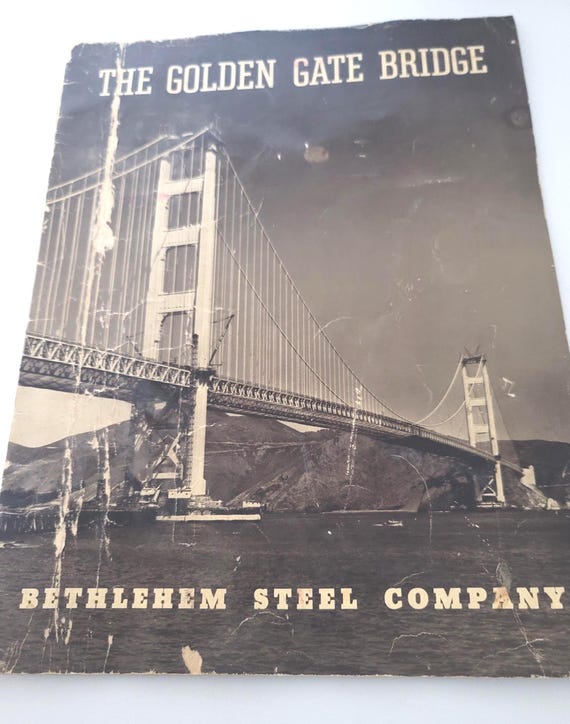 THE GOLDEN GATE BRIDGE
BETHLEHEM STEEL COMPANY